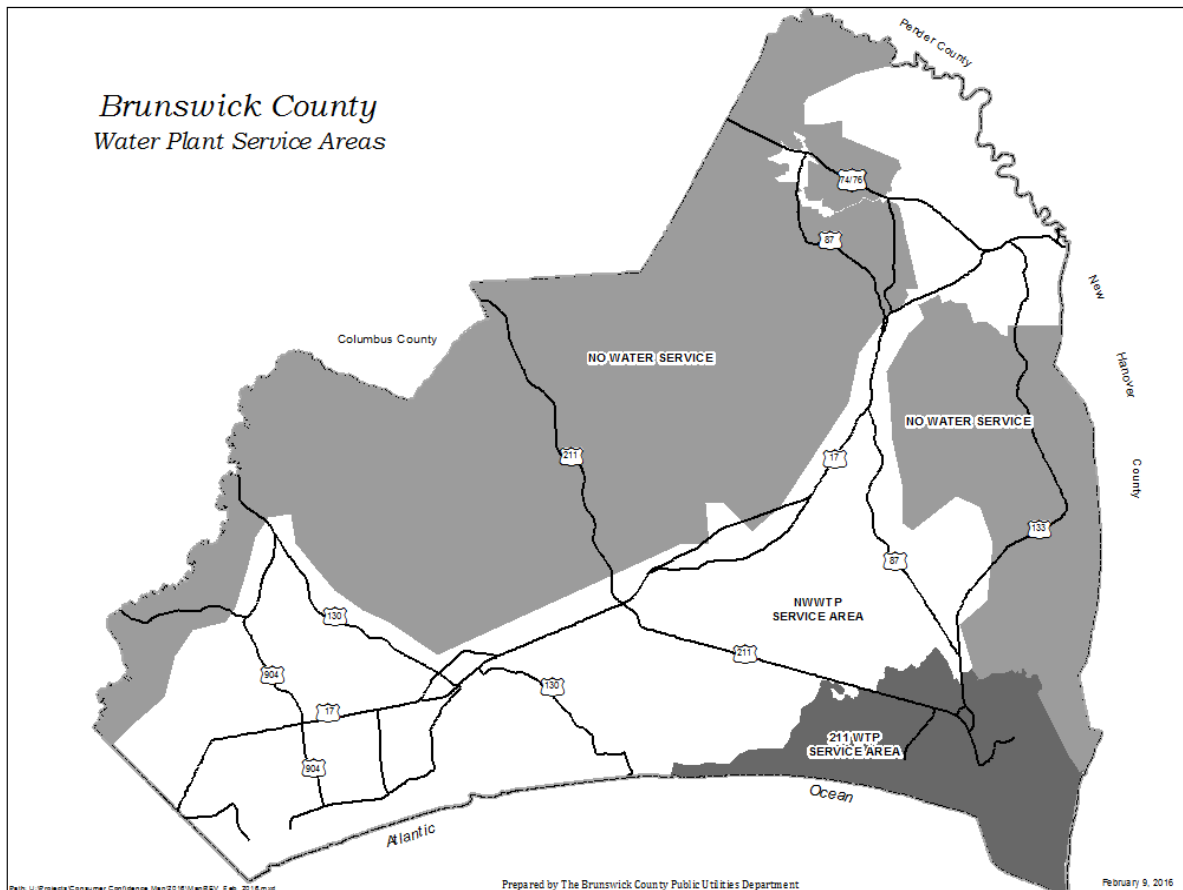 Brunswick County
Water Plant Service Areas
Pender County
74/76
87
New
Hanover
County
Columbus County
NO WATER SERVICE
NO WATER SERVICE
211
17
133
87
NWWTP
SERVICE AREA
130
211
904
130
17
211 WTP
SERVICE AREA
904
Atlantic
Ocean
Prepared by The Brunswick County Public Utilities Department
February 9, 2016